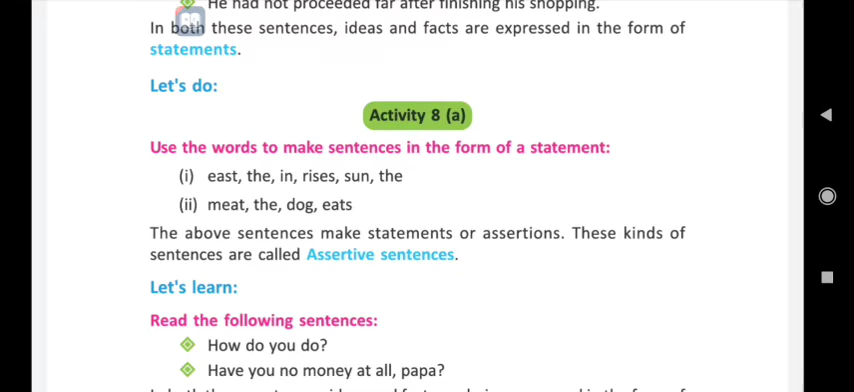 He had not proceeded far after finishing his shopping.
In both these sentences, ideas and facts are expressed in the form of
statements.
Let's do:
Activity 8 (a)
Use the words to make sentences in the form of a statement:
(i) east, the, in, rises, sun, the
(ii) meat, the, dog, eats
The above sentences make statements or assertions. These kinds of
sentences are called Assertive sentences.
Let's learn:
Read the following sentences:
How do you do?
Have you no money at all, papa?